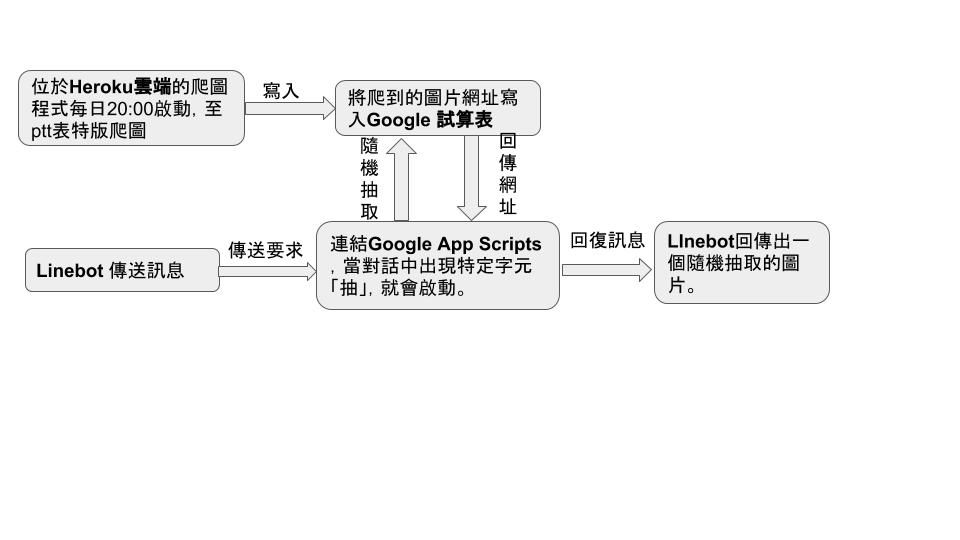 位於Heroku雲端的爬圖
程式每日20:00啟動, 至
ptt表特版爬圖
寫入
將爬到的圖片網址寫
入Google 試算表
隨機抽取
回傳網址
Linebot 傳送訊息
傳送要求
連結Google App Scripts
, 當對話中出現特定字元
「抽」, 就會啟動。
回復訊息
LInebot回傳出一
個隨機抽取的圖
片。